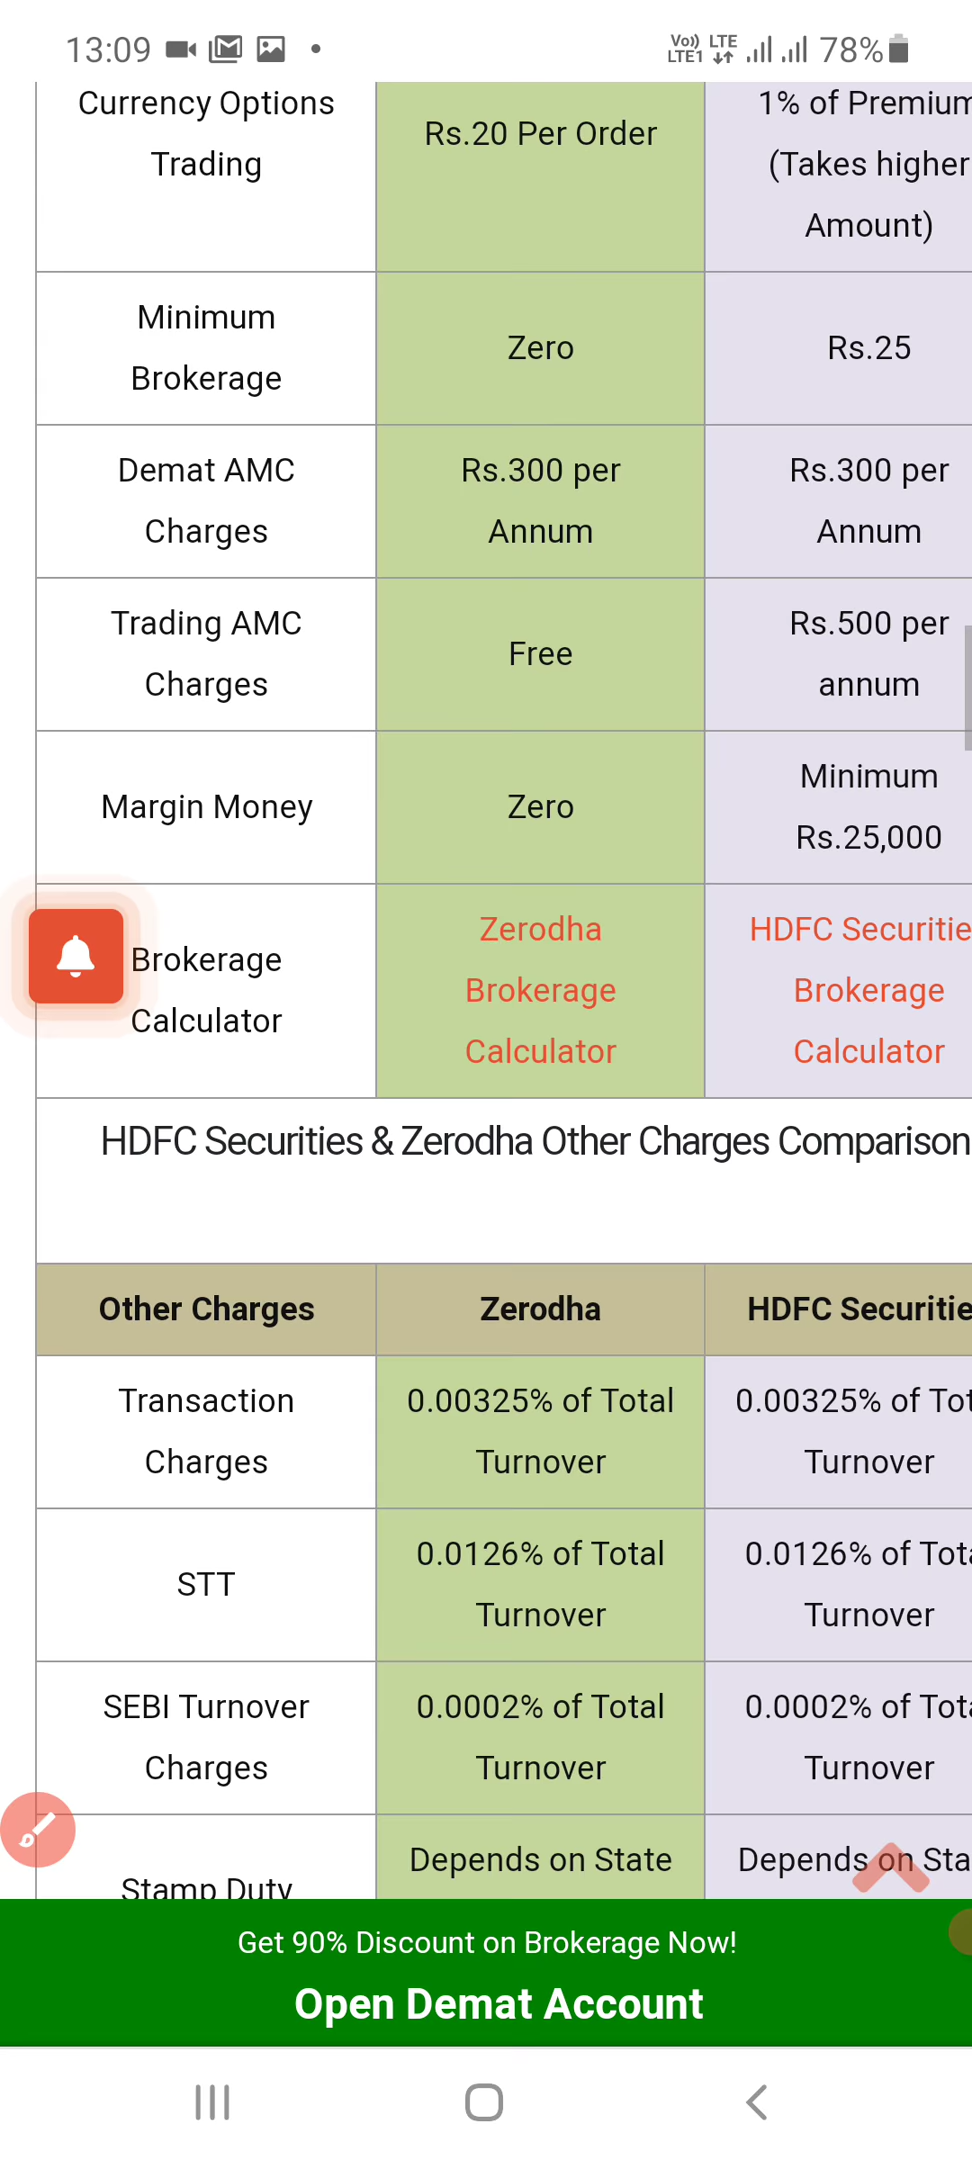 13:09
Vo)) LTE1 LTE 78%
Currency Options
Trading
Rs.20 Per Order
1% of Premium
(Takes higher
Amount)
Minimum
Brokerage
Zero
Rs.25
Demat AMC
Charges
Rs.300 per
Annum
Rs.300 per
Annum
Trading AMC
Charges
Free
Rs.500 per
annum
Margin Money
Zero
Minimum
Rs.25,000
Brokerage
Calculator
Zerodha
Brokerage
Calculator
HDFC Securitie
Brokerage
Calculator
HDFC Securities & Zerodha Other Charges Comparison
Other Charges
Zerodha
HDFC Securitie
Transaction
Charges
0.00325% of Total
Turnover
0.00325% of Tot
Turnover
STT
0.0126% of Total
Turnover
0.0126% of Tota
Turnover
SEBI Turnover
Charges
0.0002% of Total
Turnover
0.0002% of Tota
Turnover
Stamp Duty
Depends on State
Depends on Sta
Get 90% Discount on Brokerage Now!
Open Demat Account